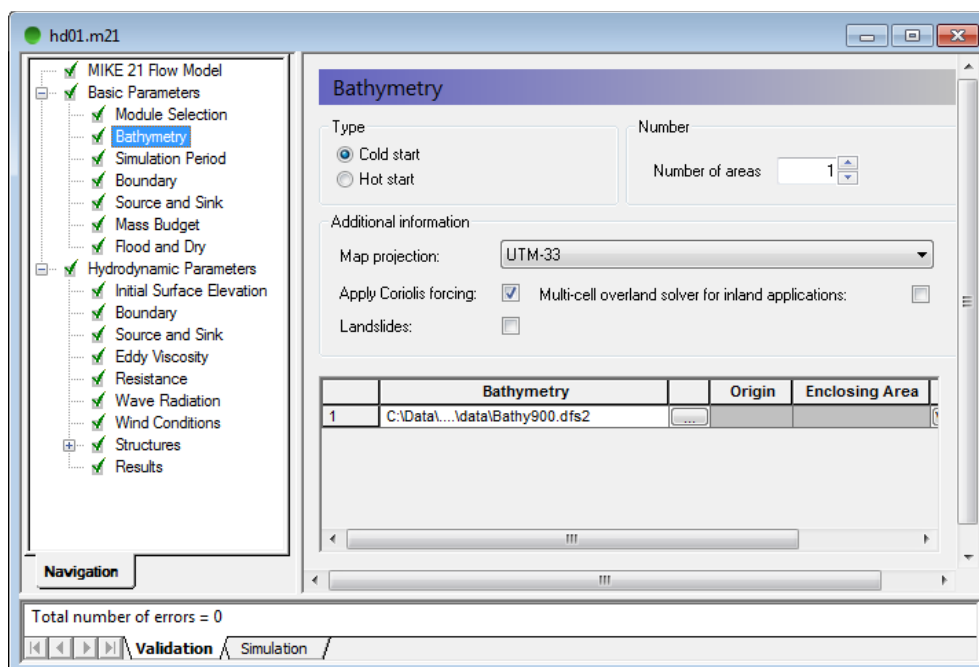 hd01.m21
MIKE 21 Flow Model
Basic Parameters
Module Selection
Bathymetry
Simulation Period
Boundary
Source and Sink
Mass Budget
Flood and Dry
Hydrodynamic Parameters
Initial Surface Elevation
Boundary
Source and Sink
Eddy Viscosity
Resistance
Wave Radiation
Wind Conditions
Structures
Results
Navigation
Bathymetry
Type
Cold start
Hot start
Number
Number of areas 1
Additional information
Map projection: UTM-33
Apply Coriolis forcing: Multi-cell overland solver for inland applications:
Landslides:
Bathymetry Origin Enclosing Area
1 C:\Data\....\data\Bathy900.dfs2 ...
Total number of errors = 0
Validation Simulation